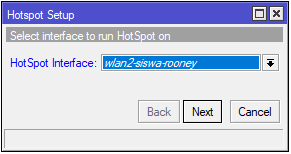 Hotspot Setup
Select interface to run HotSpot on
HotSpot Interface: wlan2-siswa-rooney
Back Next Cancel